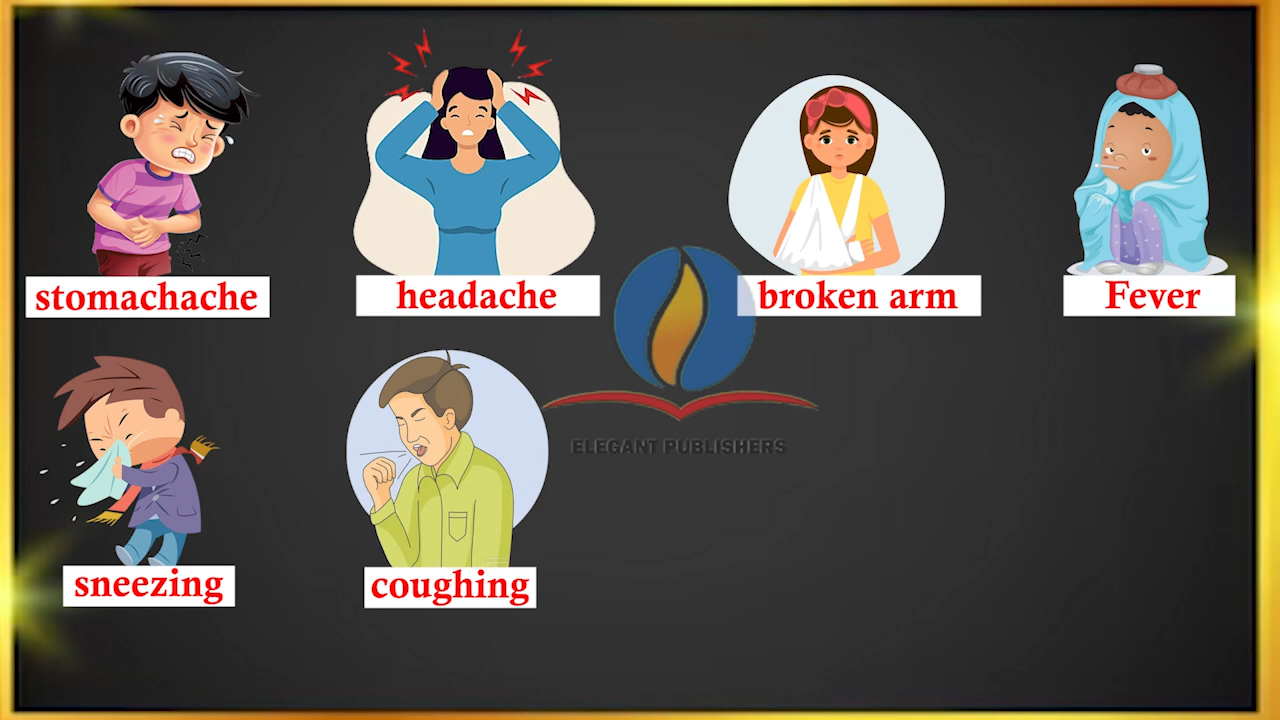 stomachache
headache
broken arm
Fever
ELEGANT PUBLISHERS
sneezing
coughing